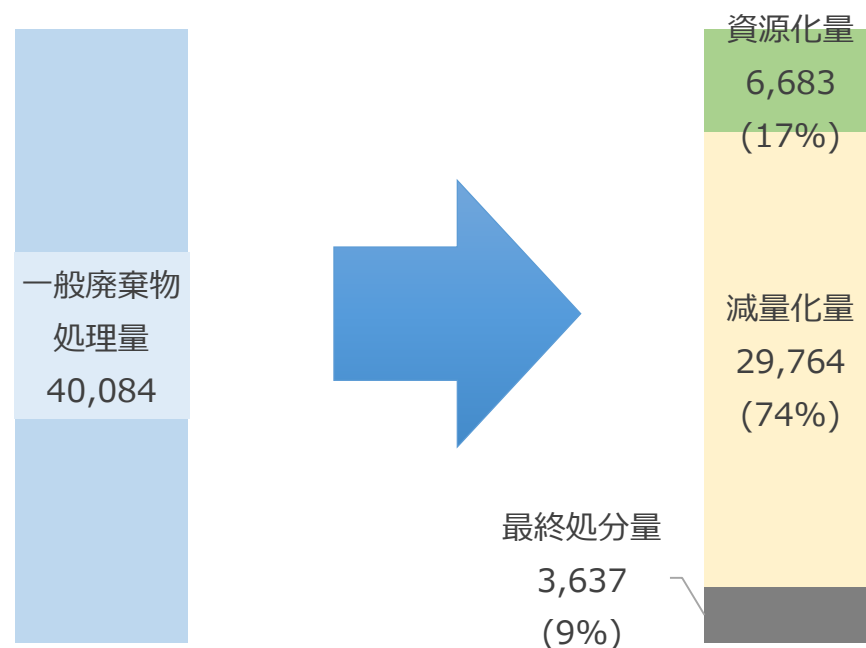 一般廃棄物
処理量
40,084
資源化量
6,683
(17%)
減量化量
29,764
(74%)
最終処分量
3,637
(9%)